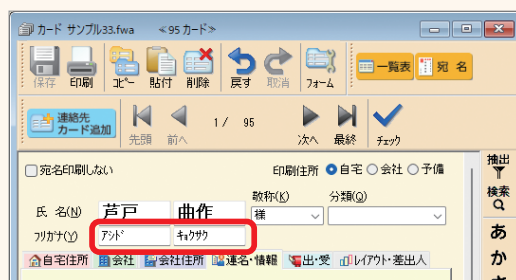 カード サンプル33.fwa ≪95カード≫
保存 印刷 ｺﾋﾟｰ 貼付 削除 戻す 取消 ﾌｫｰﾑ 一覧表 宛 名
連絡先
カード追加 先頭 前へ 1 / 95 次へ 最終 ﾁｪｯｸ
宛名印刷しない 印刷住所 自宅 会社 予備
敬称(K) 分類(Q)
氏 名(N) 芦戸 曲作 様
ﾌﾘｶﾞﾅ(Y) ｱｼﾄﾞ ｷｮｸｻｸ
自宅住所 会社 会社住所 連名・情報 出・受 ﾚｲｱｳﾄ・差出人
抽出
検索
あ
か